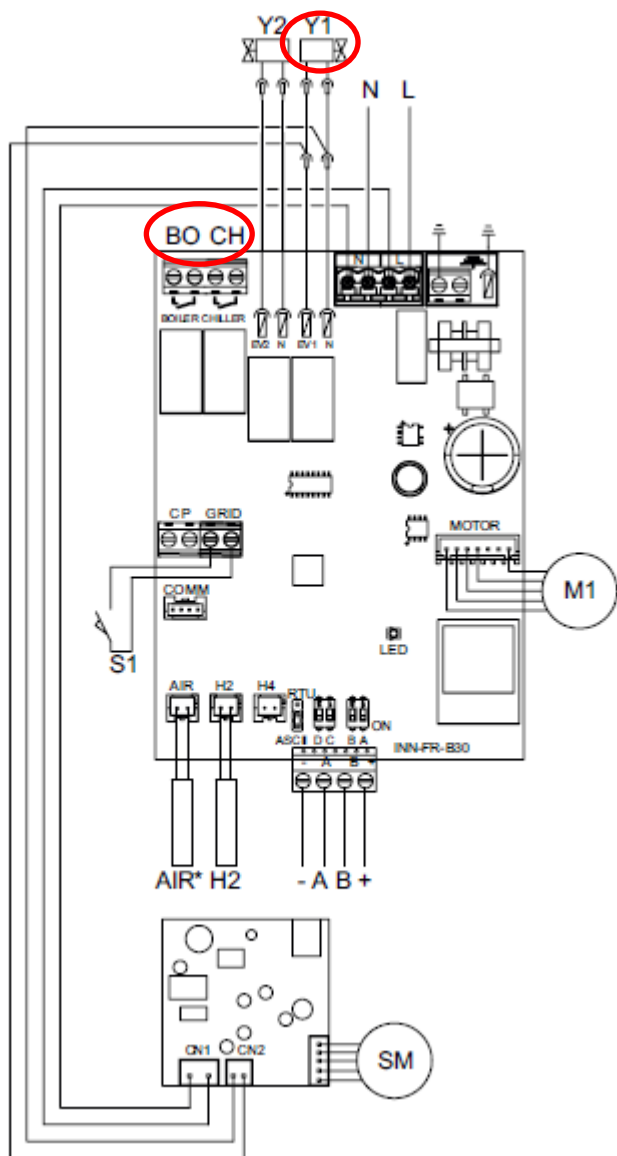 Y2 Y1
N L
BO CH
N L
BOILER CHILLER
EV2 N EV1 N
+
CP GRID
MOTOR
M1
COMM
S1
LED
AIR H2 H4
RTU
ON
ASCII D C B A
INN-FR-B30
- A B +
AIR* H2 - A B +
CN1 CN2
SM